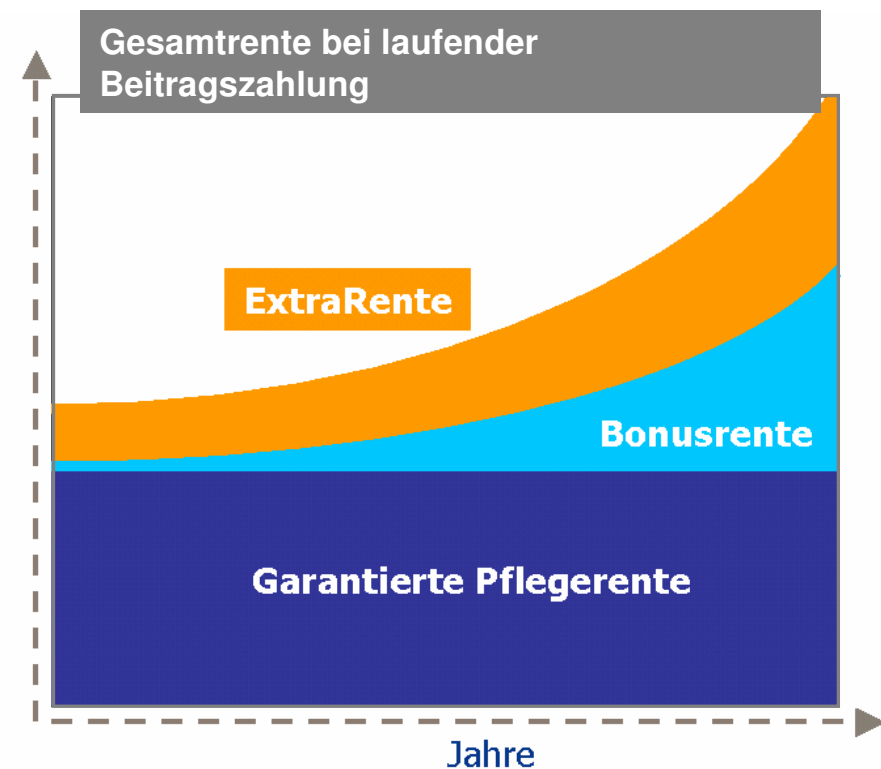 Gesamtrente bei laufender
Beitragszahlung
ExtraRente
Bonusrente
Garantierte Pflegerente
Jahre